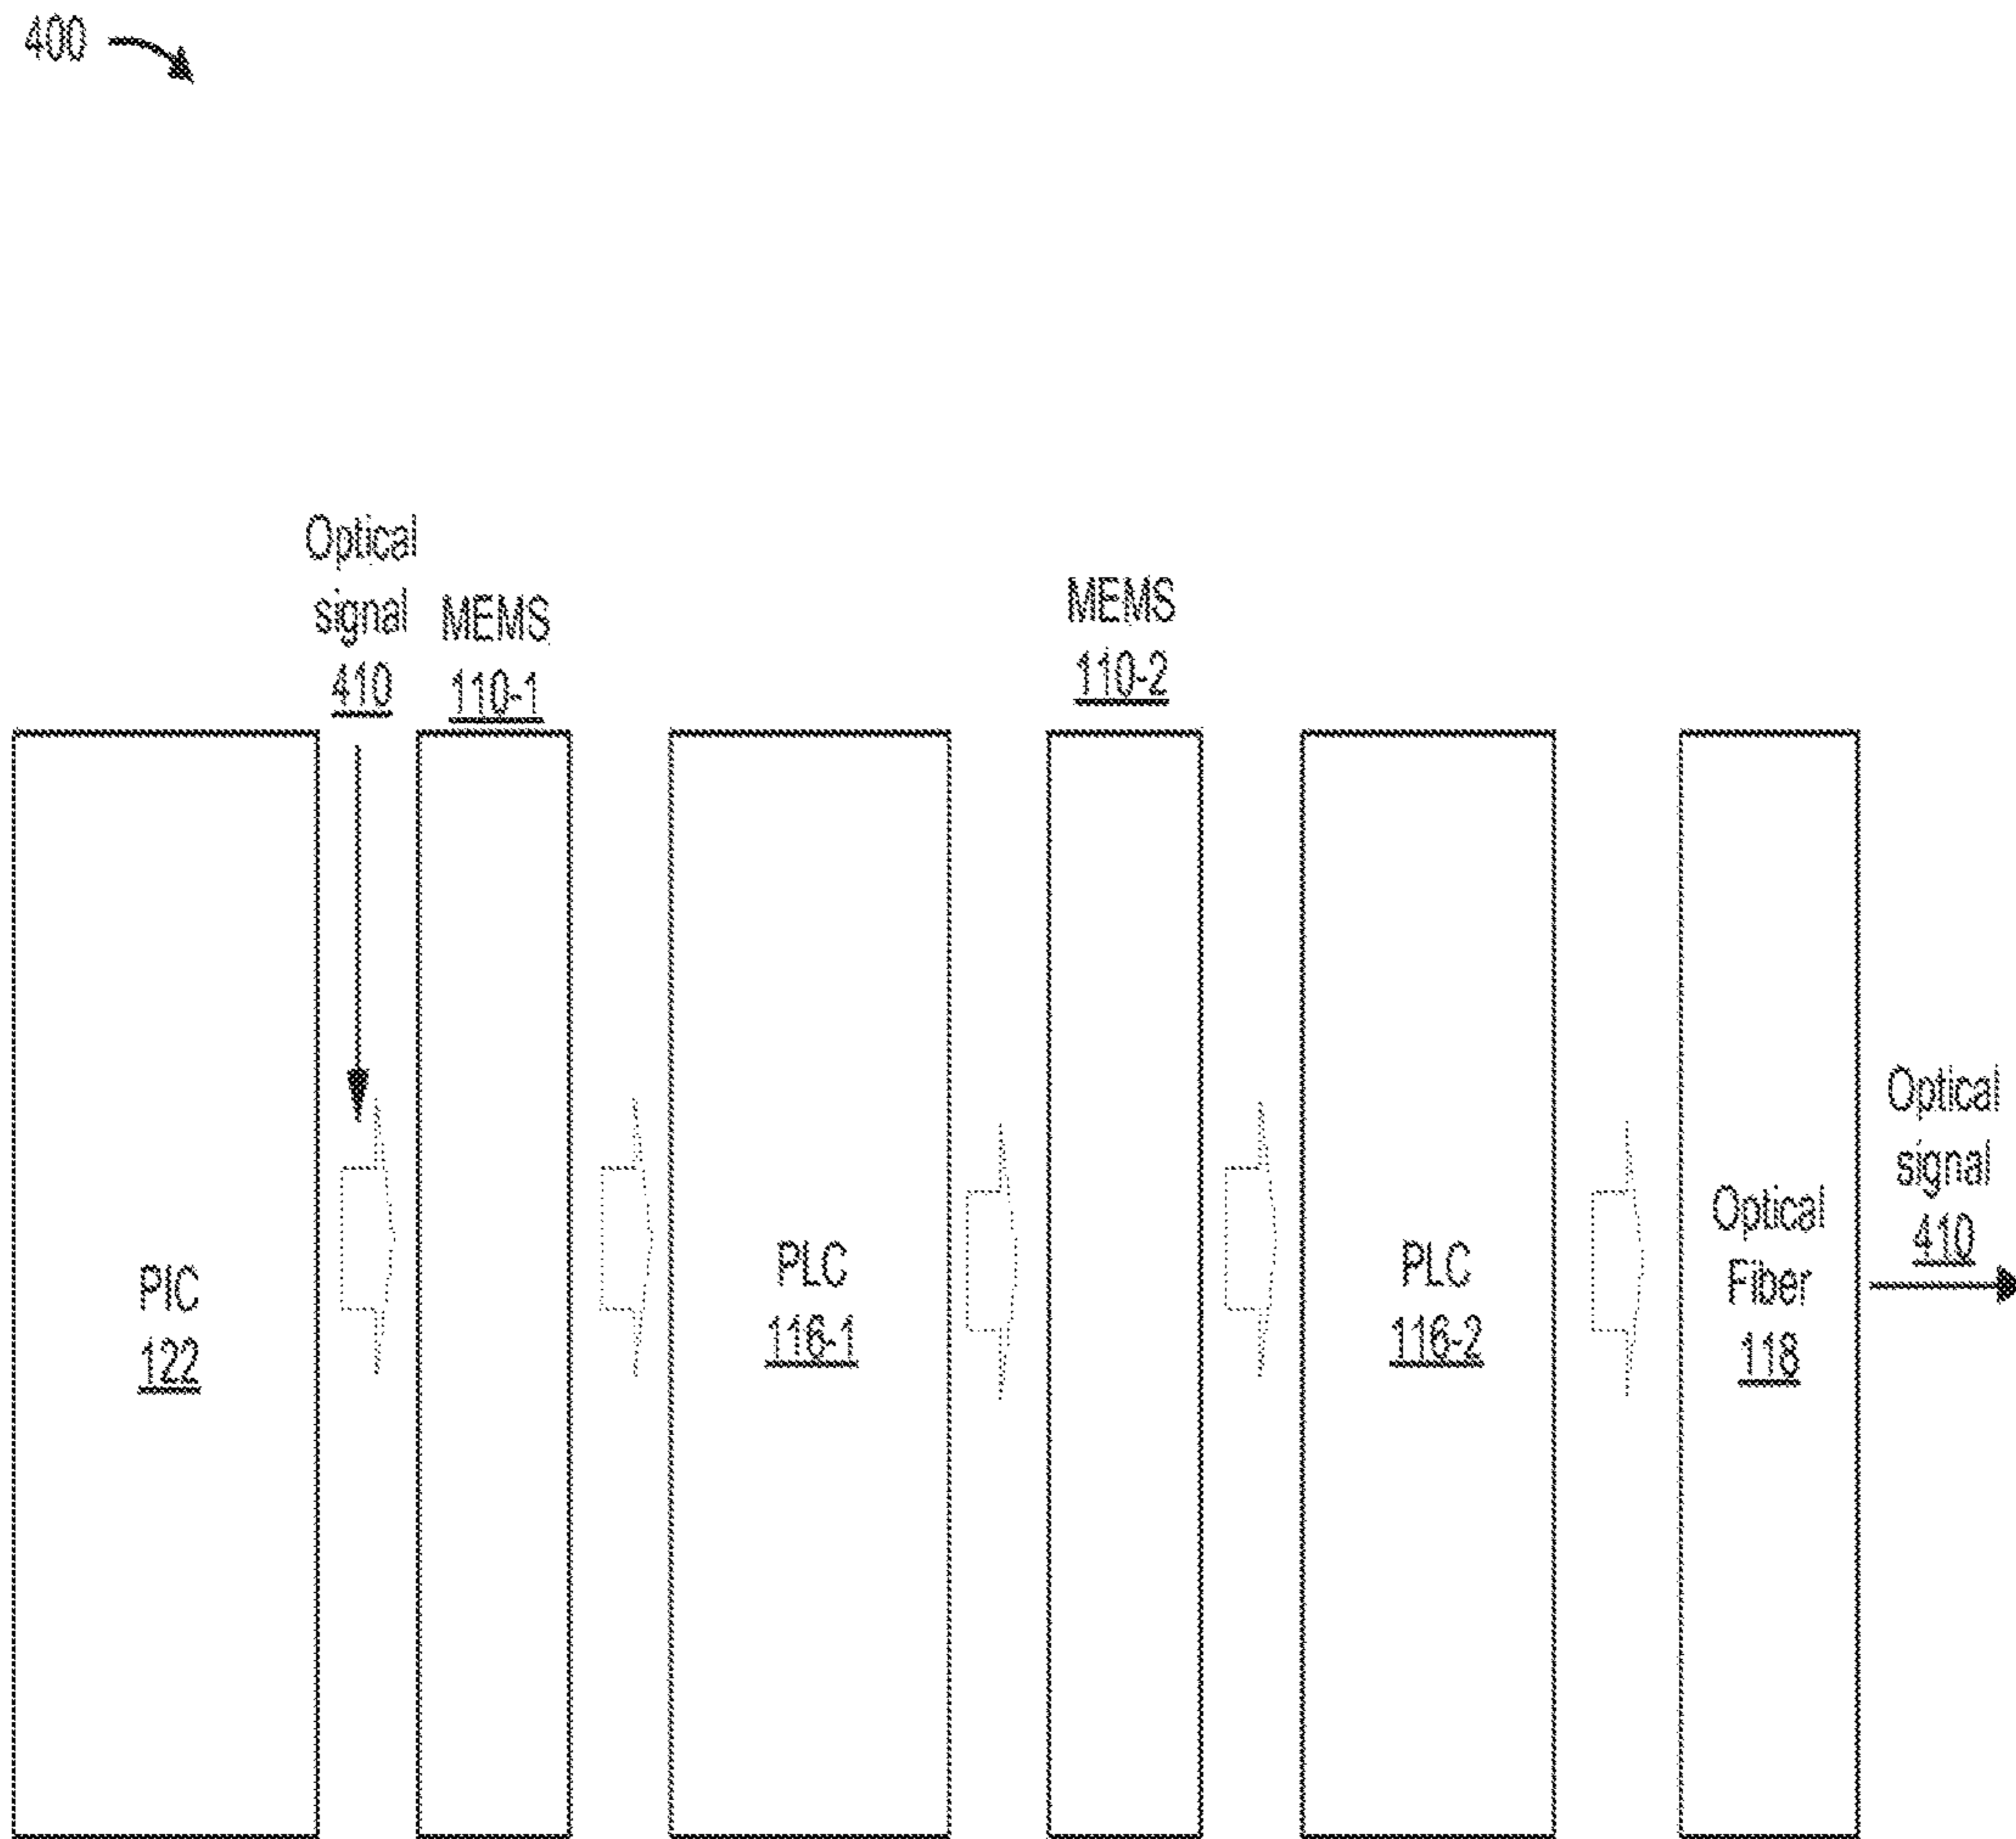 400
Optical
signal
410
MEMS
110-1
MEMS
110-2
PIC
122
PLC
116-1
PLC
116-2
Optical
Fiber
118
Optical
signal
410